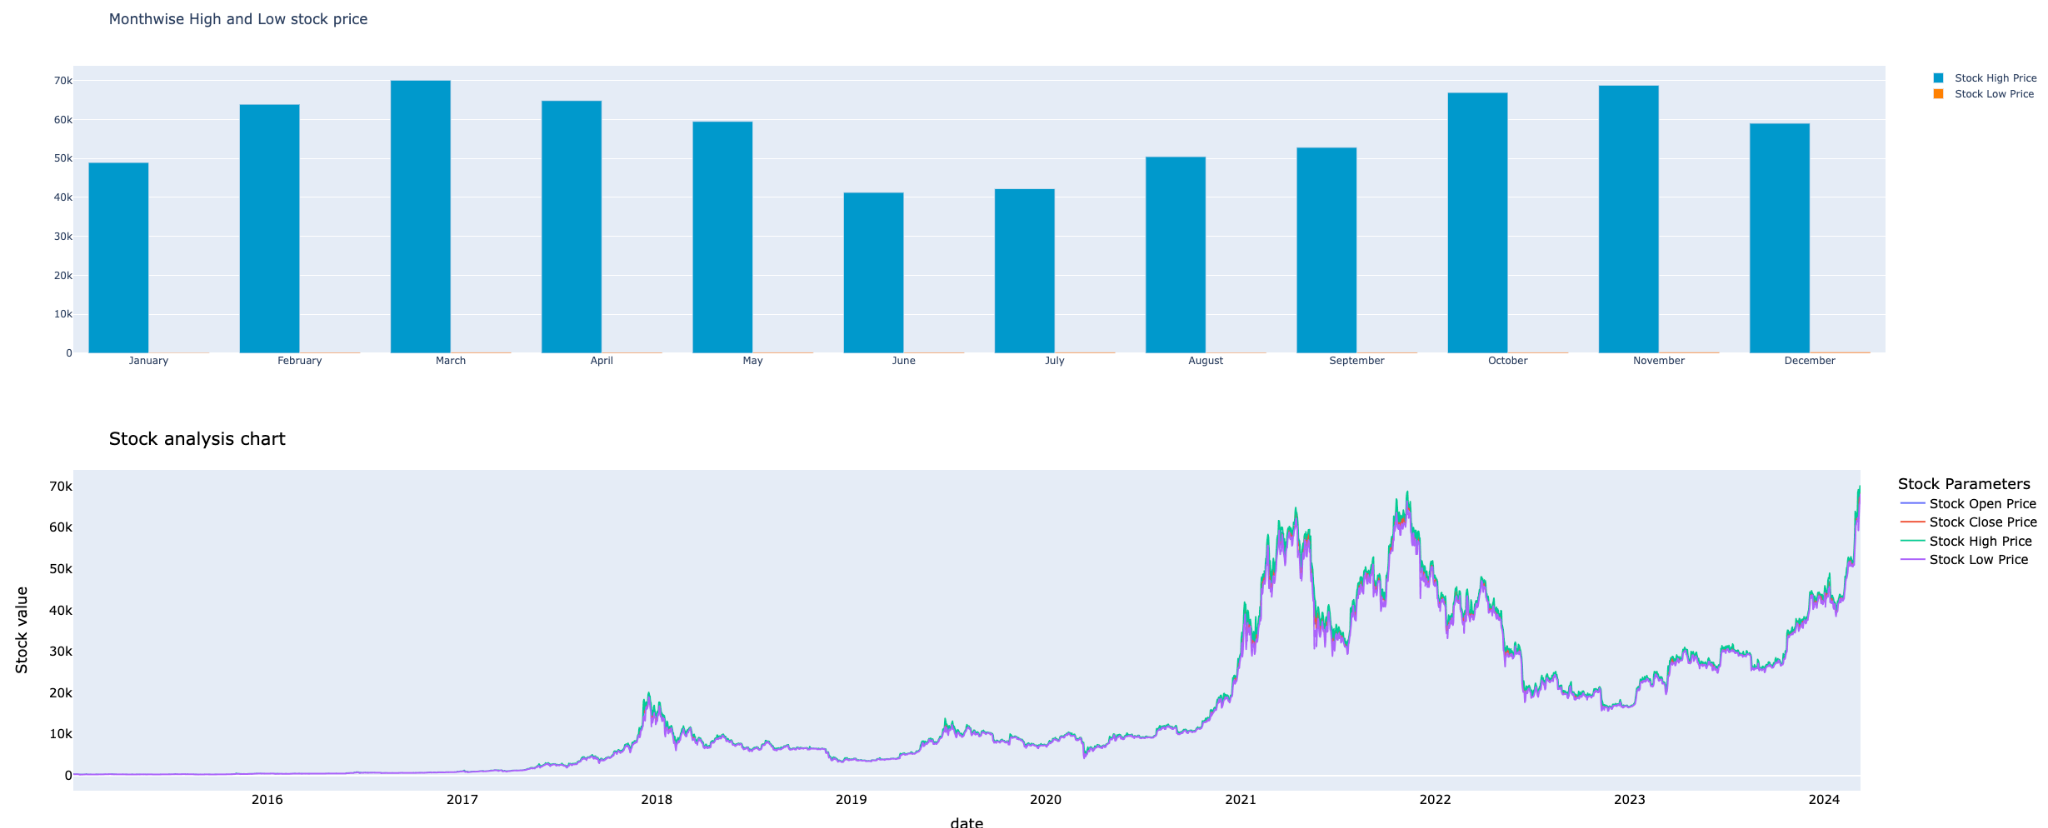 Monthwise High and Low stock price
70k
60k
50k
40k
30k
20k
10k
0
January February March April May June July August September October November December
Stock High Price
Stock Low Price
Stock analysis chart
Stock value
70k
60k
50k
40k
30k
20k
10k
0
2016 2017 2018 2019 2020 2021 2022 2023 2024
date
Stock Parameters
Stock Open Price
Stock Close Price
Stock High Price
Stock Low Price